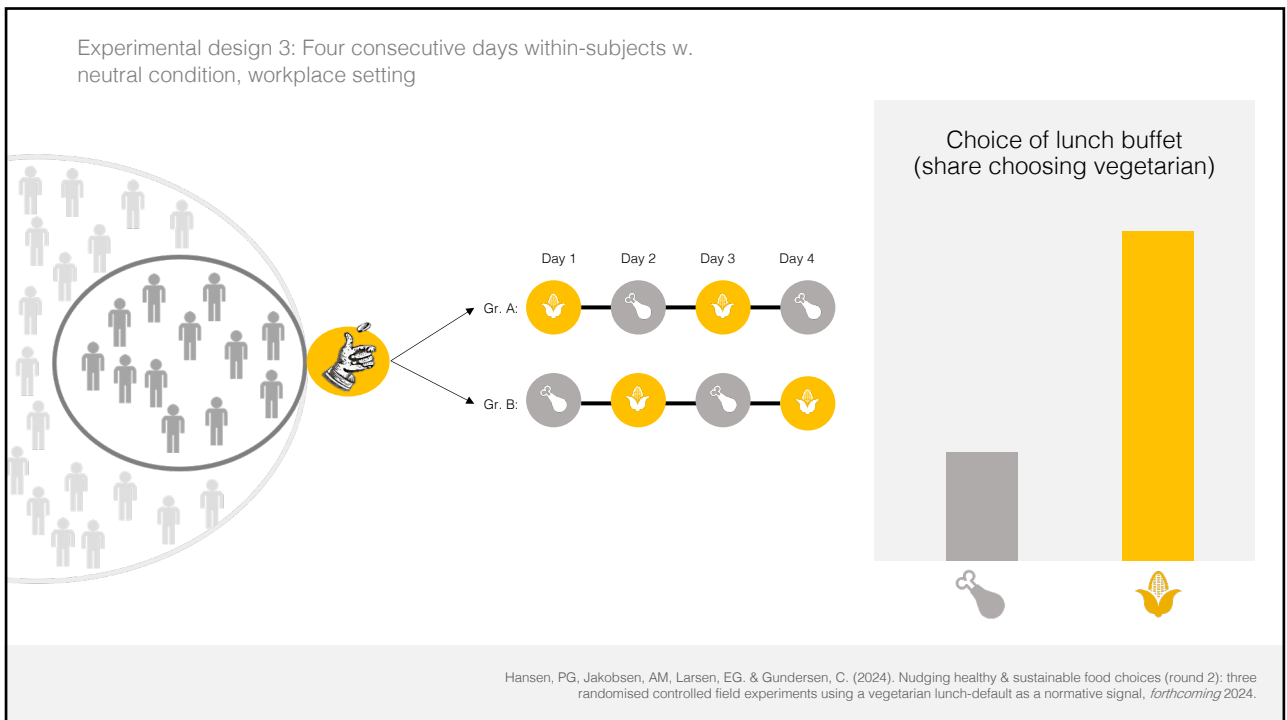 Experimental design 3: Four consecutive days within-subjects w.
neutral condition, workplace setting
Choice of lunch buffet
(share choosing vegetarian)
Day 1 Day 2 Day 3 Day 4
Gr. A:
Gr. B:
Hansen, PG, Jakobsen, AM, Larsen, EG. & Gundersen, C. (2024). Nudging healthy & sustainable food choices (round 2): three
randomised controlled field experiments using a vegetarian lunch-default as a normative signal, forthcoming 2024.